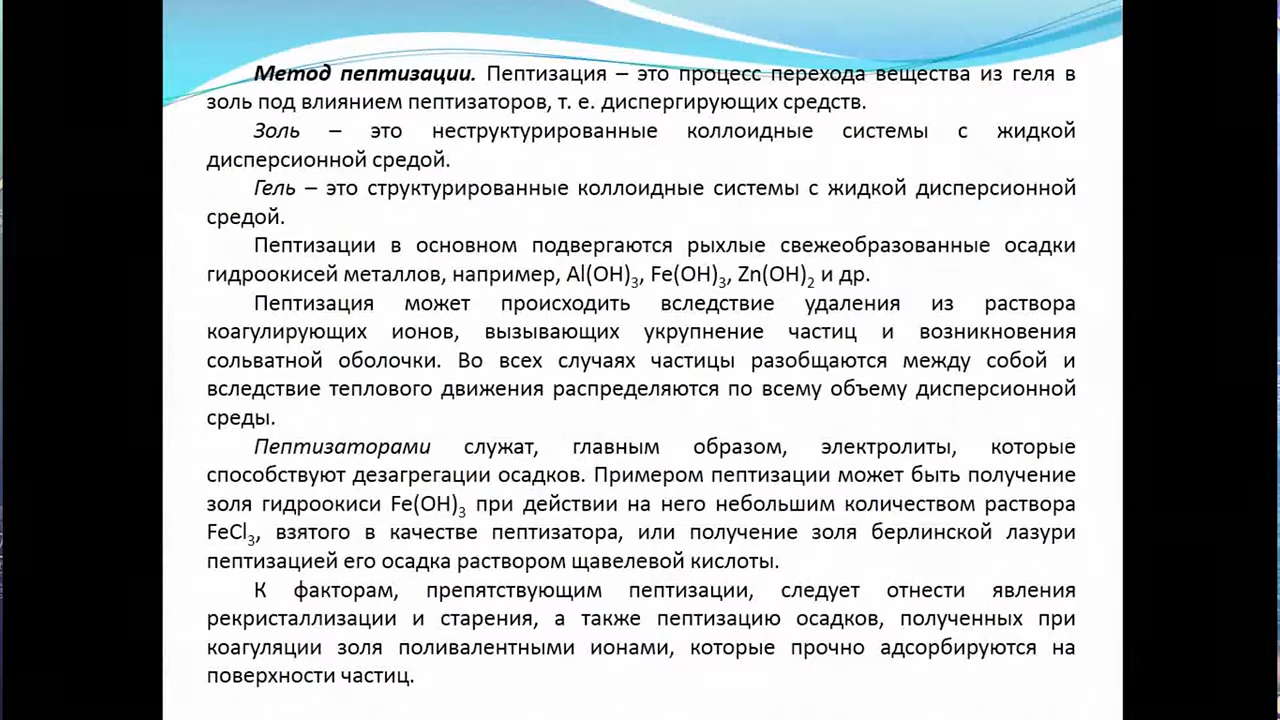 Метод пептизации. Пептизация – это процесс перехода вещества из геля в
золь под влиянием пептизаторов, т. е. диспергирующих средств.
Золь – это неструктурированные коллоидные системы с жидкой
дисперсионной средой.
Гель – это структурированные коллоидные системы с жидкой дисперсионной
средой.
Пептизации в основном подвергаются рыхлые свежеобразованные осадки
гидроокисей металлов, например, Al(OH)₃, Fe(OH)₃, Zn(OH)₂ и др.
Пептизация может происходить вследствие удаления из раствора
коагулирующих ионов, вызывающих укрупнение частиц и возникновения
сольватной оболочки. Во всех случаях частицы разобщаются между собой и
вследствие теплового движения распределяются по всему объему дисперсионной
среды.
Пептизаторами служат, главным образом, электролиты, которые
способствуют дезагрегации осадков. Примером пептизации может быть получение
золя гидроокиси Fe(OH)₃ при действии на него небольшим количеством раствора
FeCl₃, взятого в качестве пептизатора, или получение золя берлинской лазури
пептизацией его осадка раствором щавелевой кислоты.
К факторам, препятствующим пептизации, следует отнести явления
рекристаллизации и старения, а также пептизацию осадков, полученных при
коагуляции золя поливалентными ионами, которые прочно адсорбируются на
поверхности частиц.